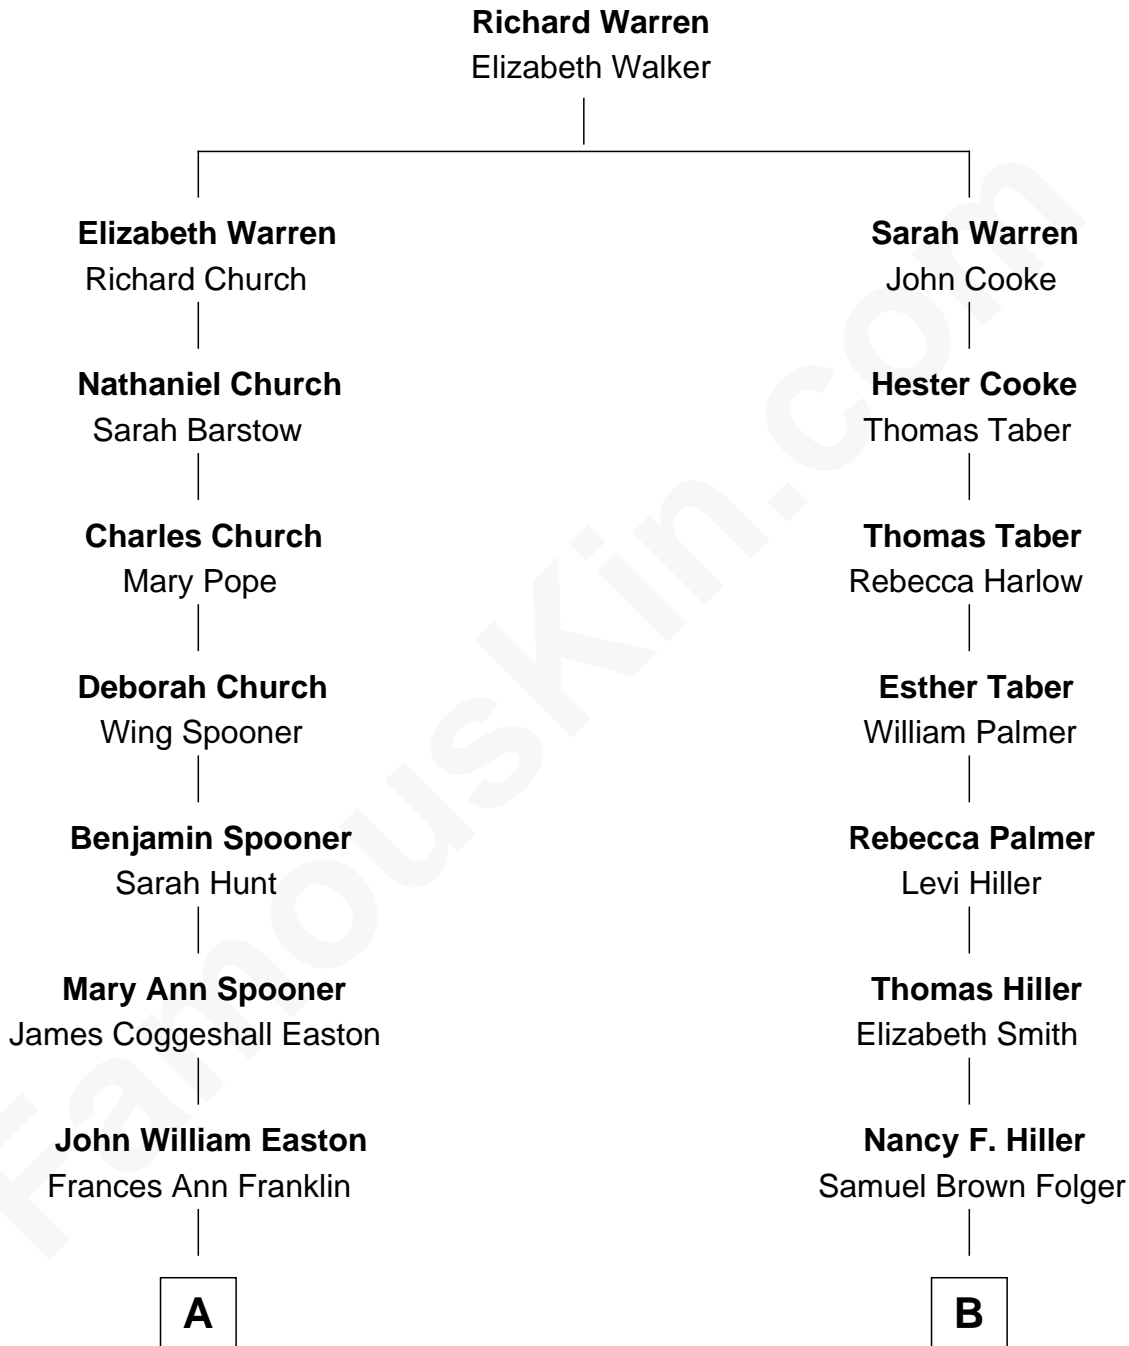 Richard Warren
Elizabeth Walker
Elizabeth Warren
Richard Church
Sarah Warren
John Cooke
Nathaniel Church
Sarah Barstow
Hester Cooke
Thomas Taber
Charles Church
Mary Pope
Thomas Taber
Rebecca Harlow
Deborah Church
Wing Spooner
Esther Taber
William Palmer
Benjamin Spooner
Sarah Hunt
Rebecca Palmer
Levi Hiller
Mary Ann Spooner
James Coggeshall Easton
Thomas Hiller
Elizabeth Smith
John William Easton
Frances Ann Franklin
Nancy F. Hiller
Samuel Brown Folger
A
B
FamousKin.com